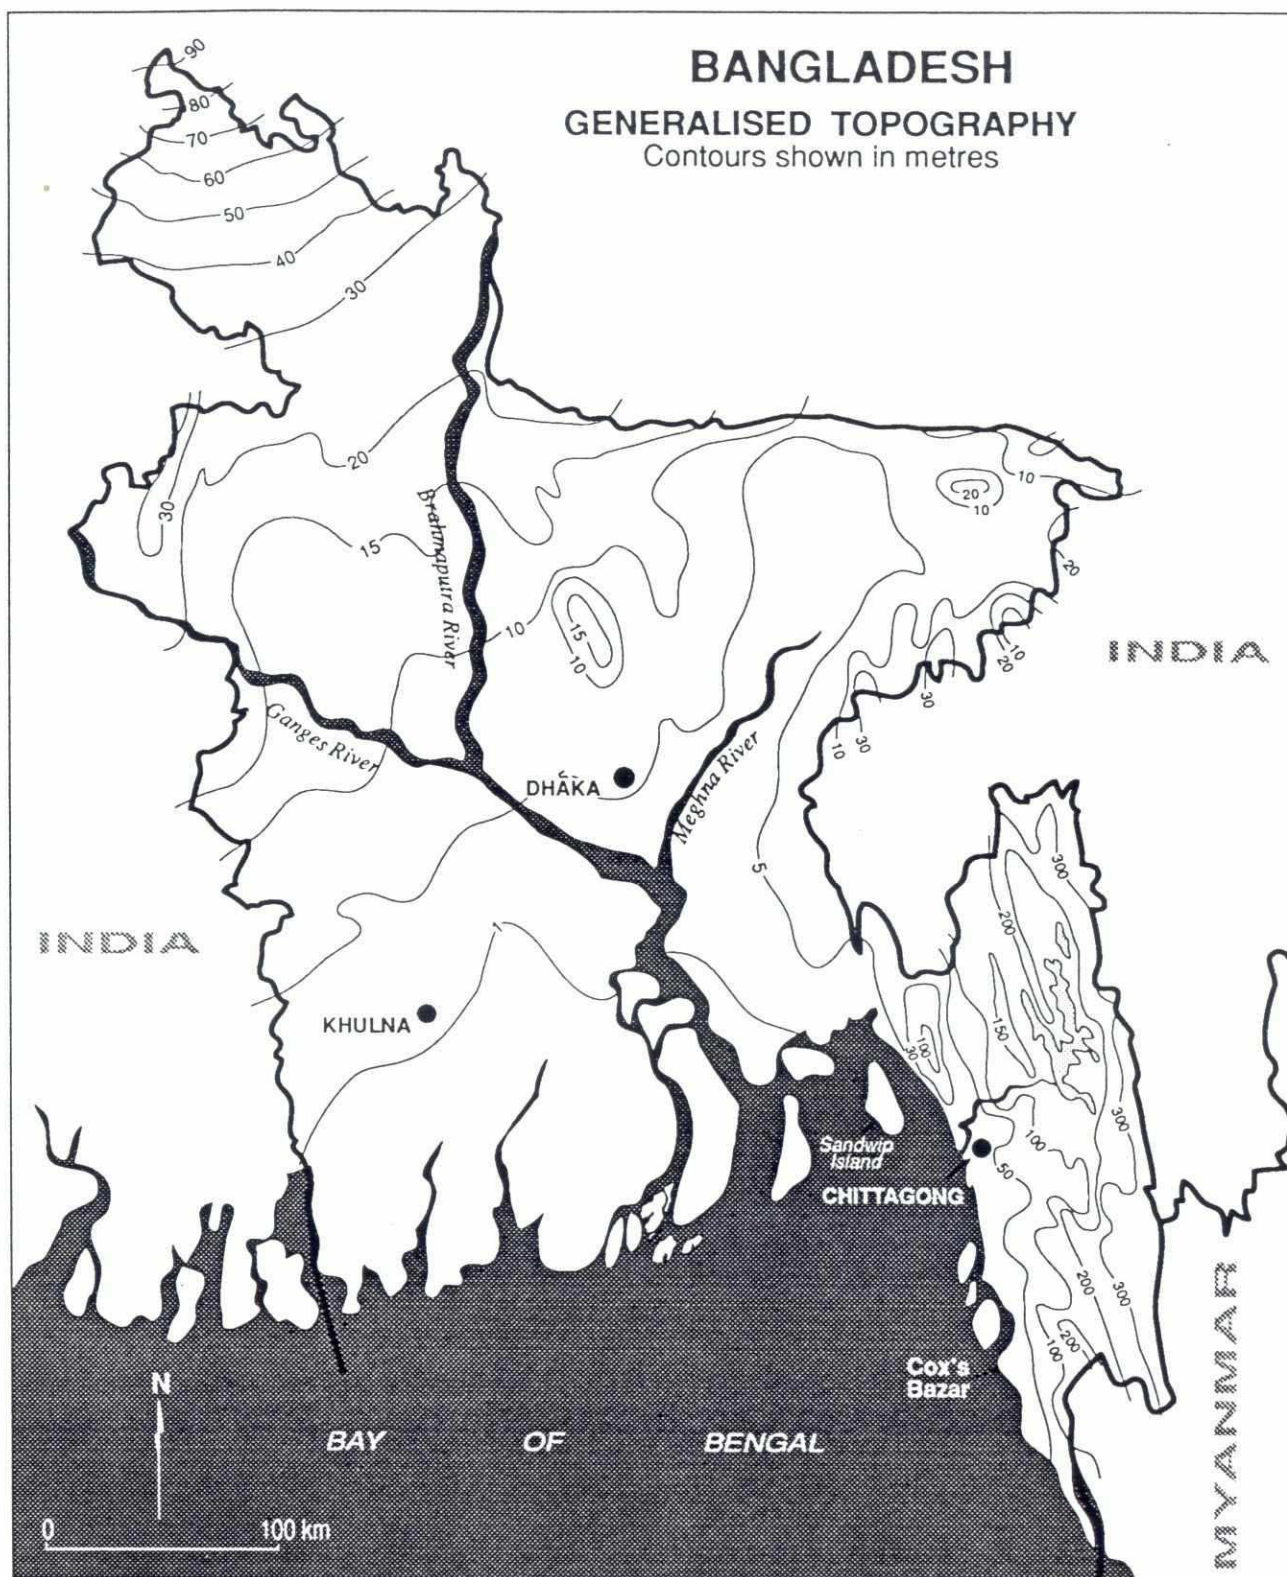 BANGLADESH
GENERALISED TOPOGRAPHY
Contours shown in metres
90
80
70
60
50
40
30
20
30
15
10
20
10
Brahmaputra River
10
15
10
20
10
20
30
30
10
INDIA
Ganges River
DHĀKA
Meghna River
5
300
200
INDIA
1
KHULNA
150
100
30
300
100
50
Sandwip
Island
CHITTAGONG
200
300
200
100
Cox's
Bazar
MYANMAR
N
BAY OF BENGAL
0 100 km